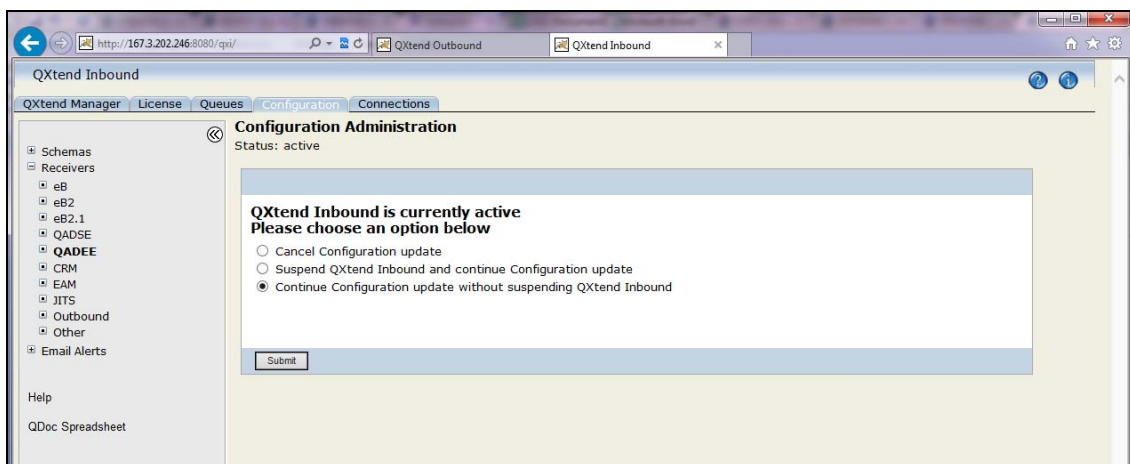 http://167.3.202.246:8080/qxi/
QXtend Outbound
QXtend Inbound
QXtend Inbound
QXtend Manager License Queues Configuration Connections
Configuration Administration
Status: active
Schemas
Receivers
eB
eB2
eB2.1
QADSE
QADEE
CRM
EAM
JITS
Outbound
Other
Email Alerts
Help
QDoc Spreadsheet
QXtend Inbound is currently active
Please choose an option below
Cancel Configuration update
Suspend QXtend Inbound and continue Configuration update
Continue Configuration update without suspending QXtend Inbound
Submit